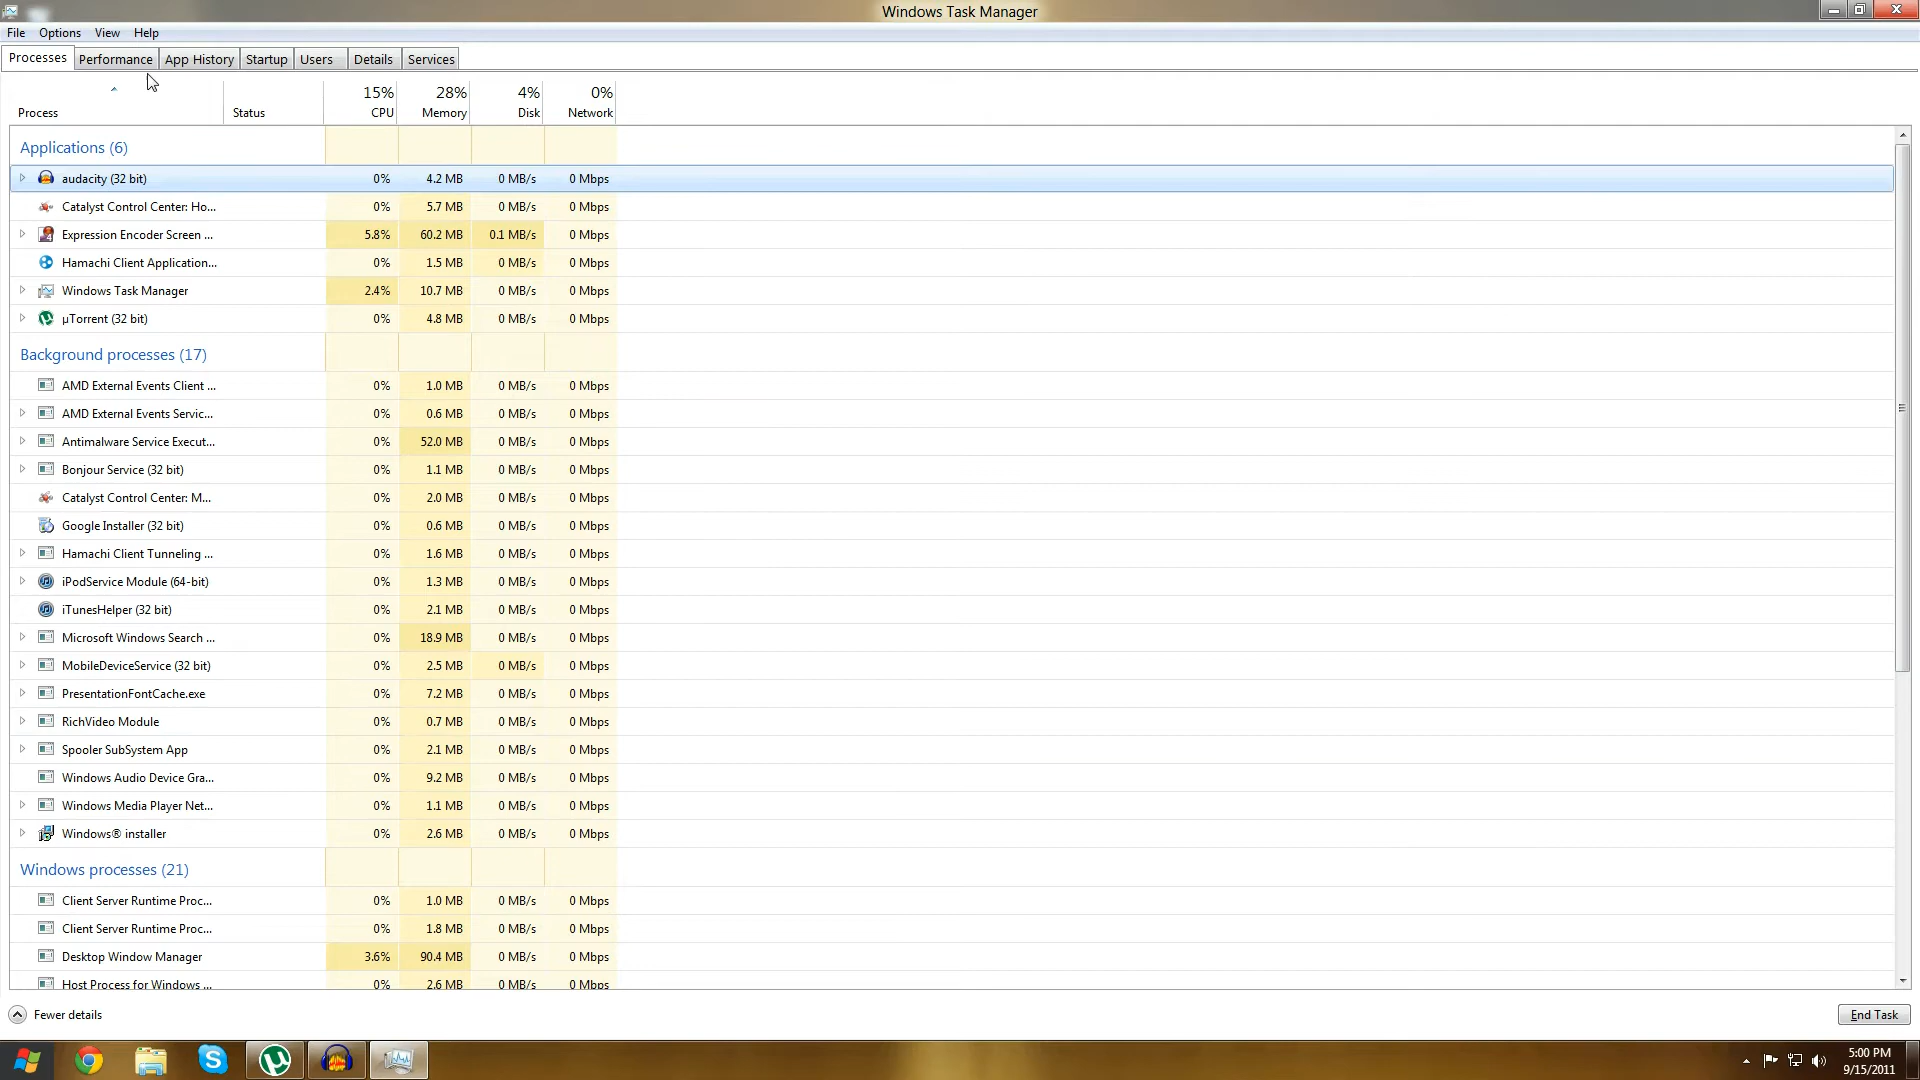 Windows Task Manager
File Options View Help
Processes Performance App History Startup Users Details Services
15% 28% 4% 0%
Process Status CPU Memory Disk Network
Applications (6)
audacity (32 bit) 0% 4.2 MB 0 MB/s 0 Mbps
Catalyst Control Center: Ho... 0% 5.7 MB 0 MB/s 0 Mbps
Expression Encoder Screen ... 5.8% 60.2 MB 0.1 MB/s 0 Mbps
Hamachi Client Application... 0% 1.5 MB 0 MB/s 0 Mbps
Windows Task Manager 2.4% 10.7 MB 0 MB/s 0 Mbps
µTorrent (32 bit) 0% 4.8 MB 0 MB/s 0 Mbps
Background processes (17)
AMD External Events Client ... 0% 1.0 MB 0 MB/s 0 Mbps
AMD External Events Servic... 0% 0.6 MB 0 MB/s 0 Mbps
Antimalware Service Execut... 0% 52.0 MB 0 MB/s 0 Mbps
Bonjour Service (32 bit) 0% 1.1 MB 0 MB/s 0 Mbps
Catalyst Control Center: M... 0% 2.0 MB 0 MB/s 0 Mbps
Google Installer (32 bit) 0% 0.6 MB 0 MB/s 0 Mbps
Hamachi Client Tunneling ... 0% 1.6 MB 0 MB/s 0 Mbps
iPodService Module (64-bit) 0% 1.3 MB 0 MB/s 0 Mbps
iTunesHelper (32 bit) 0% 2.1 MB 0 MB/s 0 Mbps
Microsoft Windows Search ... 0% 18.9 MB 0 MB/s 0 Mbps
MobileDeviceService (32 bit) 0% 2.5 MB 0 MB/s 0 Mbps
PresentationFontCache.exe 0% 7.2 MB 0 MB/s 0 Mbps
RichVideo Module 0% 0.7 MB 0 MB/s 0 Mbps
Spooler SubSystem App 0% 2.1 MB 0 MB/s 0 Mbps
Windows Audio Device Gra... 0% 9.2 MB 0 MB/s 0 Mbps
Windows Media Player Net... 0% 1.1 MB 0 MB/s 0 Mbps
Windows® installer 0% 2.6 MB 0 MB/s 0 Mbps
Windows processes (21)
Client Server Runtime Proc... 0% 1.0 MB 0 MB/s 0 Mbps
Client Server Runtime Proc... 0% 1.8 MB 0 MB/s 0 Mbps
Desktop Window Manager 3.6% 90.4 MB 0 MB/s 0 Mbps
Host Process for Windows ... 0% 2.6 MB 0 MB/s 0 Mbps
Fewer details End Task
5:00 PM
9/15/2011